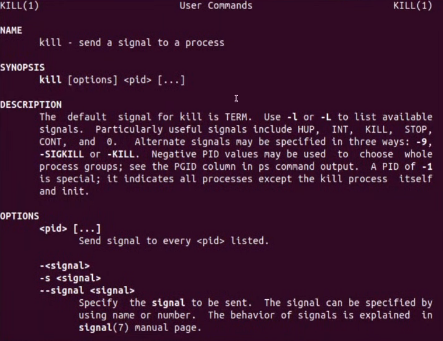 KILL(1) User Commands KILL(1)
NAME
kill - send a signal to a process
SYNOPSIS
kill [options] <pid> [...]
DESCRIPTION
The default signal for kill is TERM. Use -l or -L to list available
signals. Particularly useful signals include HUP, INT, KILL, STOP,
CONT, and 0. Alternate signals may be specified in three ways: -9,
-SIGKILL or -KILL. Negative PID values may be used to choose whole
process groups; see the PGID column in ps command output. A PID of -1
is special; it indicates all processes except the kill process itself
and init.
OPTIONS
<pid> [...]
Send signal to every <pid> listed.
-<signal>
-s <signal>
--signal <signal>
Specify the signal to be sent. The signal can be specified by
using name or number. The behavior of signals is explained in
signal(7) manual page.